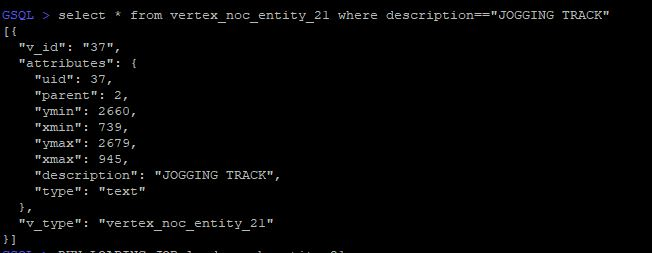 GSQL > select * from vertex_noc_entity_21 where description=="JOGGING TRACK"
[{
  "v_id": "37",
  "attributes": {
    "uid": 37,
    "parent": 2,
    "ymin": 2660,
    "xmin": 739,
    "ymax": 2679,
    "xmax": 945,
    "description": "JOGGING TRACK",
    "type": "text"
  },
  "v_type": "vertex_noc_entity_21"
}]